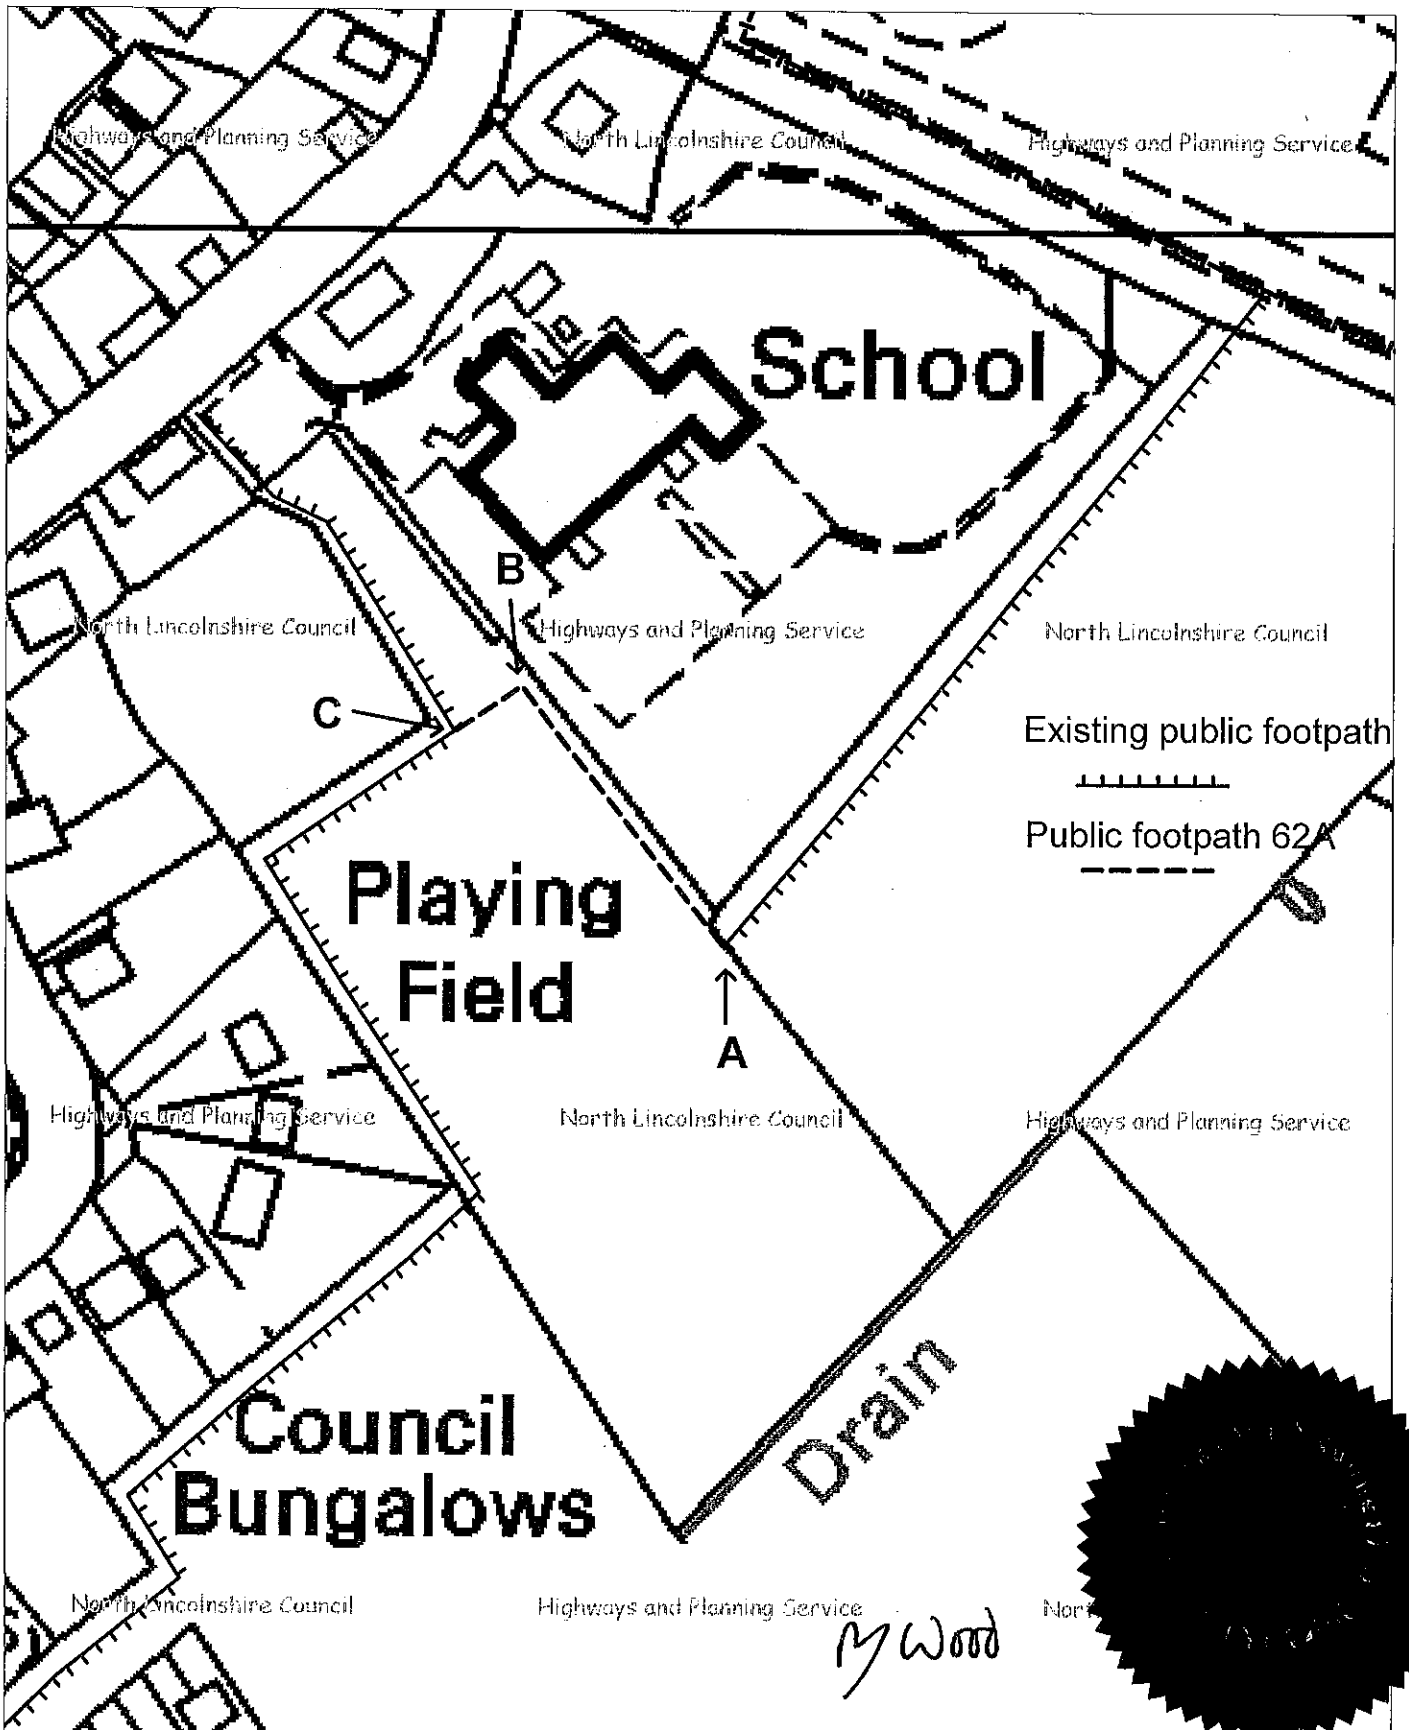 Highways and Planning Service
North Lincolnshire Council
Highways and Planning Service
School
B
North Lincolnshire Council
Highways and Planning Service
North Lincolnshire Council
C
Existing public footpath
Public footpath 62A
Playing
Field
A
Highways and Planning Service
North Lincolnshire Council
Highways and Planning Service
Drain
Council
Bungalows
North Lincolnshire Council
Highways and Planning Service
M Wood